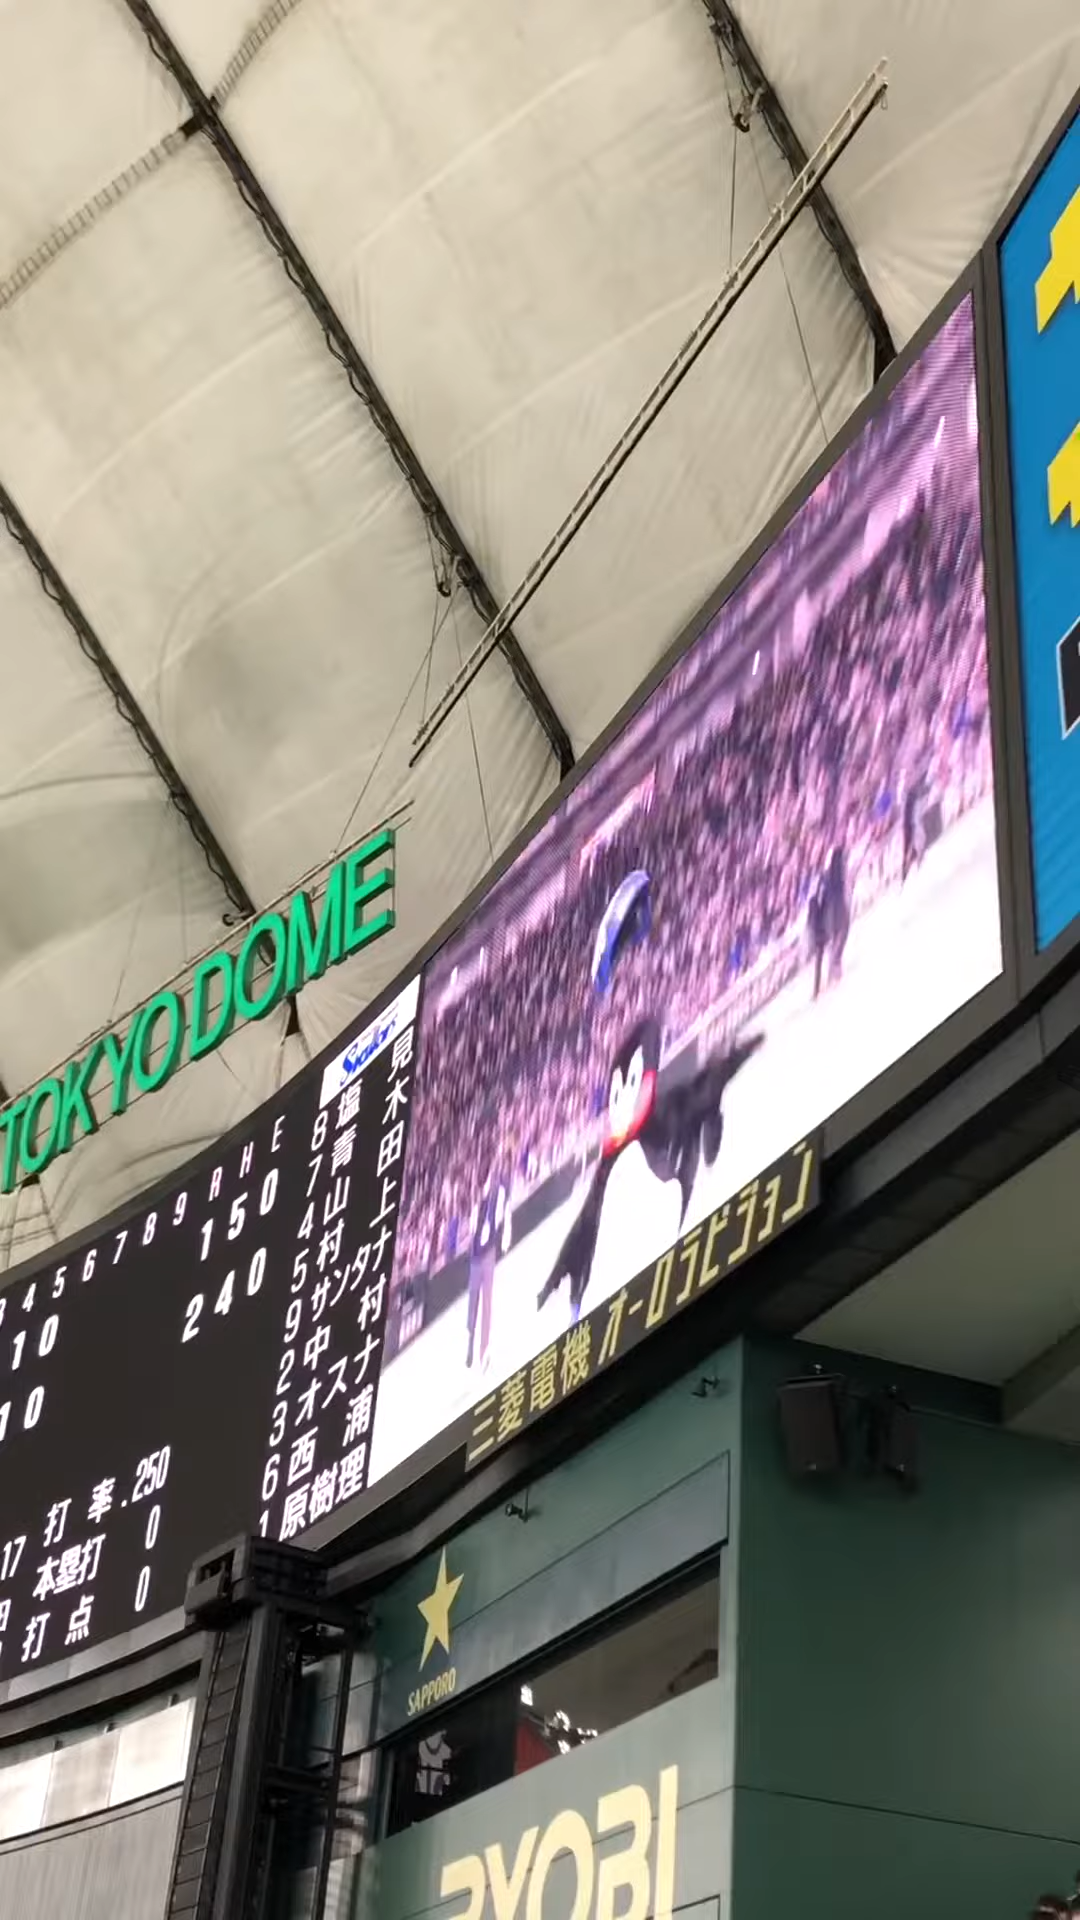 TOKYO DOME
Swallows
4 5 6 7 8 9 R H E
1 0 1 5 0
1 0 2 4 0
8 塩見
7 青木
4 山田
5 村上
9 サンタナ
2 中村
3 オスナ
6 西浦
1 原樹理
17 打率 .250
本塁打 0
打点 0
三菱電機 オーロラビジョン
SAPPORO
RYOBI